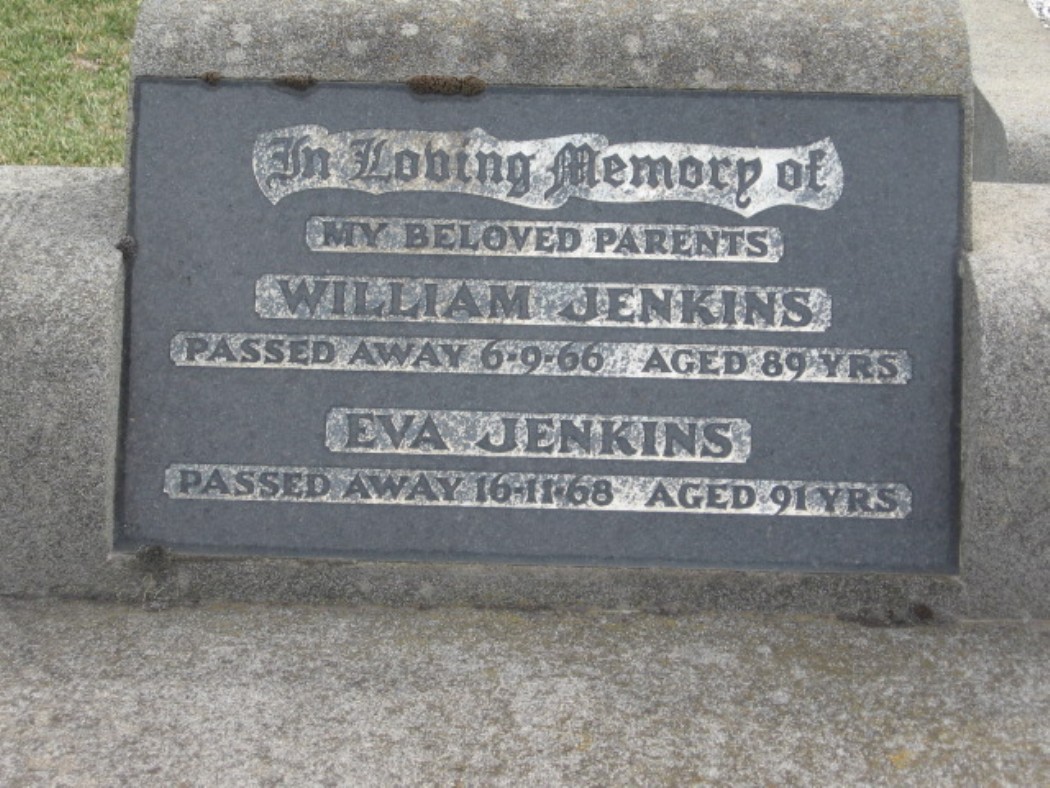 In Loving Memory of
MY BELOVED PARENTS
WILLIAM JENKINS
PASSED AWAY 6-9-66 AGED 89 YRS
EVA JENKINS
PASSED AWAY 16-11-68 AGED 91 YRS